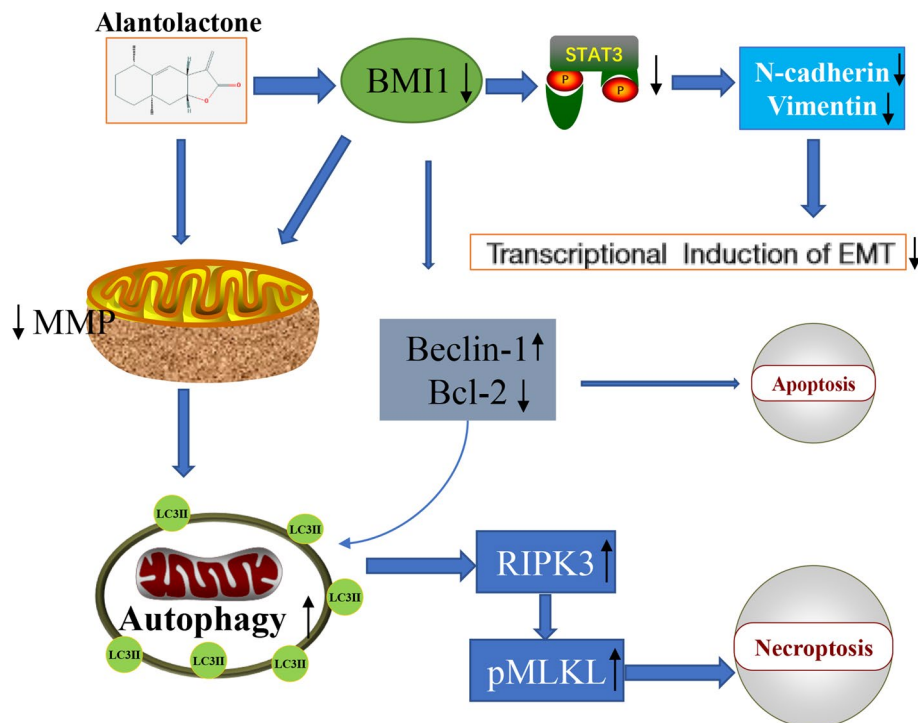 Alantolactone
O
O
H
H
BMI1 ↓
STAT3
P
P
↓
N-cadherin ↓
Vimentin ↓
Transcriptional Induction of EMT ↓
↓ MMP
Beclin-1 ↑
Bcl-2 ↓
Apoptosis
LC3II
LC3II
LC3II
LC3II
LC3II
LC3II
Autophagy ↑
RIPK3 ↑
pMLKL ↑
Necroptosis